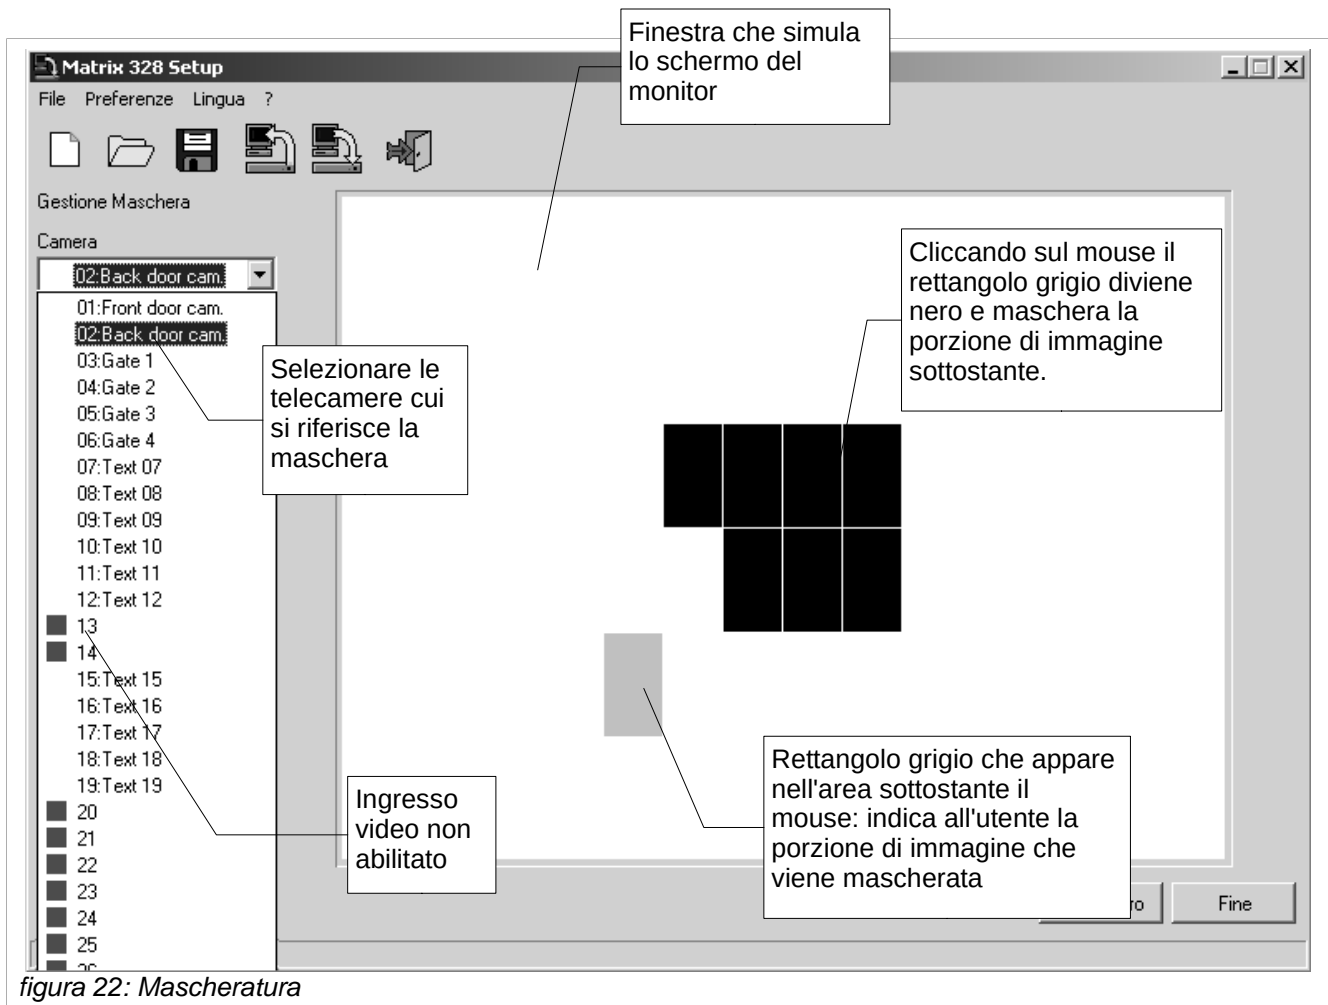 Finestra che simula
lo schermo del
monitor
Matrix 328 Setup
File Preferenze Lingua ?
Gestione Maschera
Camera
02:Back door cam.
01:Front door cam.
02:Back door cam.
03:Gate 1
04:Gate 2
05:Gate 3
06:Gate 4
07:Text 07
08:Text 08
09:Text 09
10:Text 10
11:Text 11
12:Text 12
13
14
15:Text 15
16:Text 16
17:Text 17
18:Text 18
19:Text 19
20
21
22
23
24
25
Selezionare le
telecamere cui
si riferisce la
maschera
Cliccando sul mouse il
rettangolo grigio diviene
nero e maschera la
porzione di immagine
sottostante.
Ingresso
video non
abilitato
Rettangolo grigio che appare
nell'area sottostante il
mouse: indica all'utente la
porzione di immagine che
viene mascherata
Fine
figura 22: Mascheratura